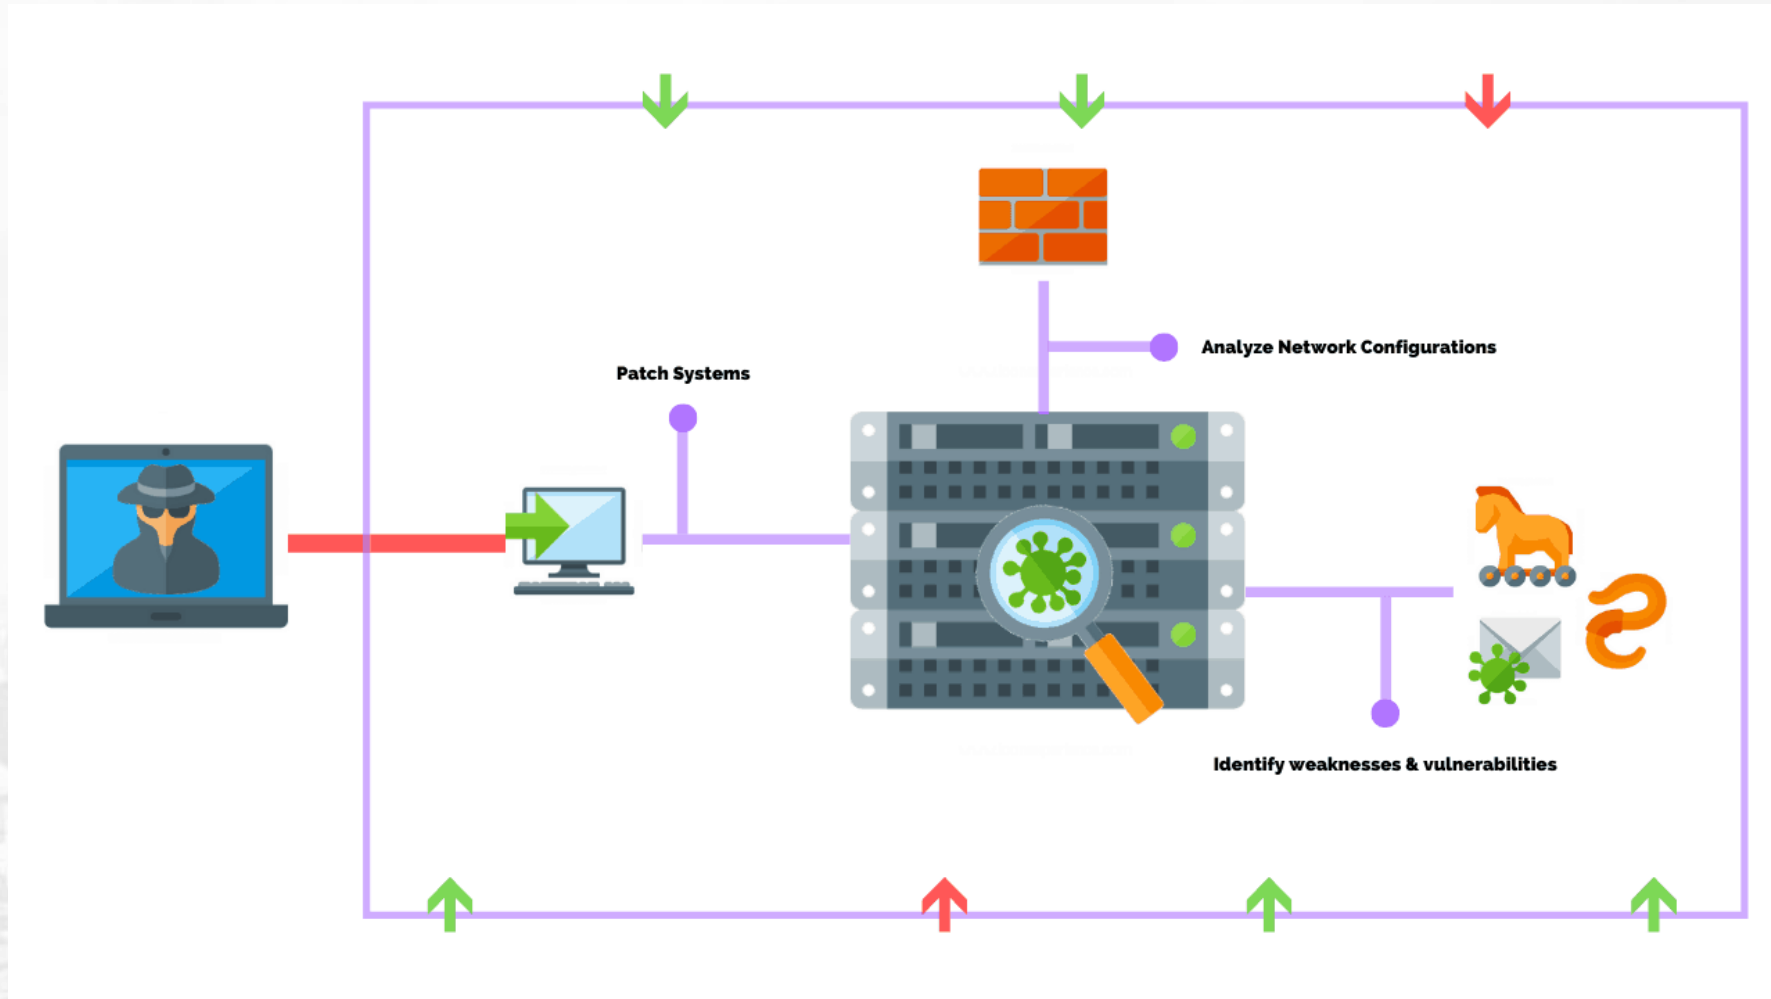 Analyze Network Configurations
Patch Systems
Identify weaknesses & vulnerabilities